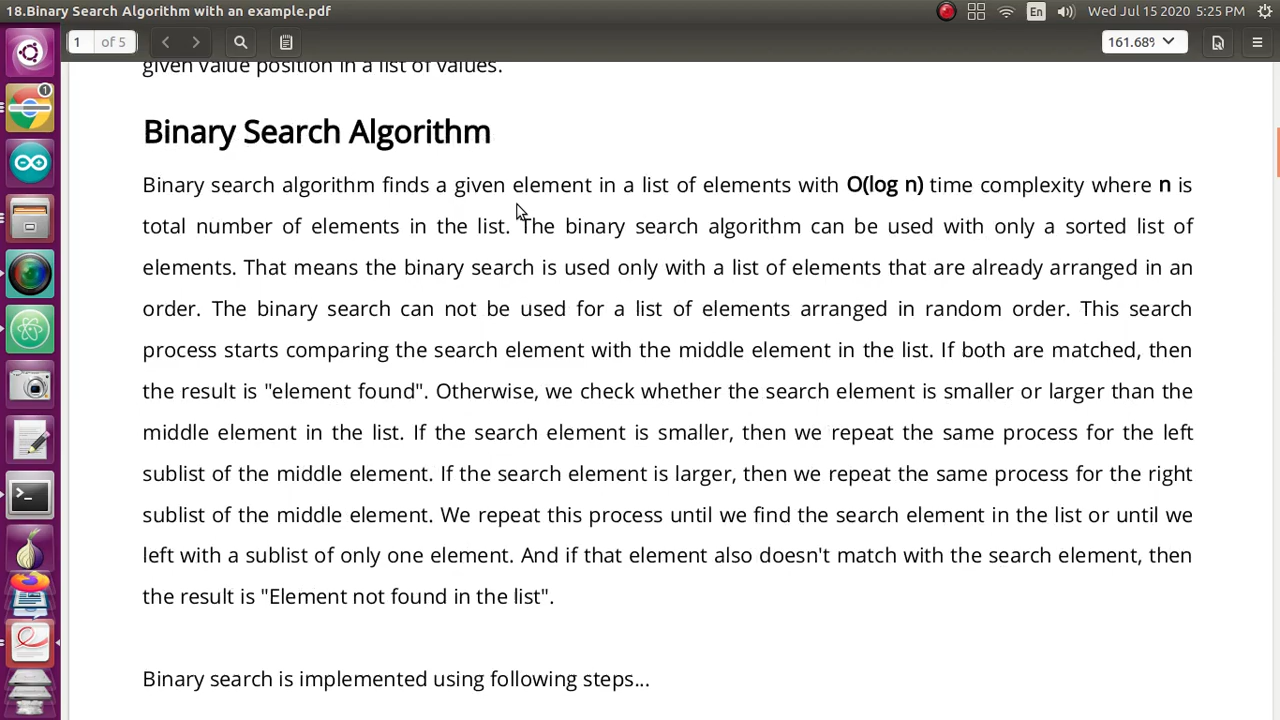 18.Binary Search Algorithm with an example.pdf
En
Wed Jul 15 2020 5:25 PM
1 of 5
161.68%
given value position in a list of values.
Binary Search Algorithm
Binary search algorithm finds a given element in a list of elements with O(log n) time complexity where n is
total number of elements in the list. The binary search algorithm can be used with only a sorted list of
elements. That means the binary search is used only with a list of elements that are already arranged in an
order. The binary search can not be used for a list of elements arranged in random order. This search
process starts comparing the search element with the middle element in the list. If both are matched, then
the result is "element found". Otherwise, we check whether the search element is smaller or larger than the
middle element in the list. If the search element is smaller, then we repeat the same process for the left
sublist of the middle element. If the search element is larger, then we repeat the same process for the right
sublist of the middle element. We repeat this process until we find the search element in the list or until we
left with a sublist of only one element. And if that element also doesn't match with the search element, then
the result is "Element not found in the list".
Binary search is implemented using following steps...
1